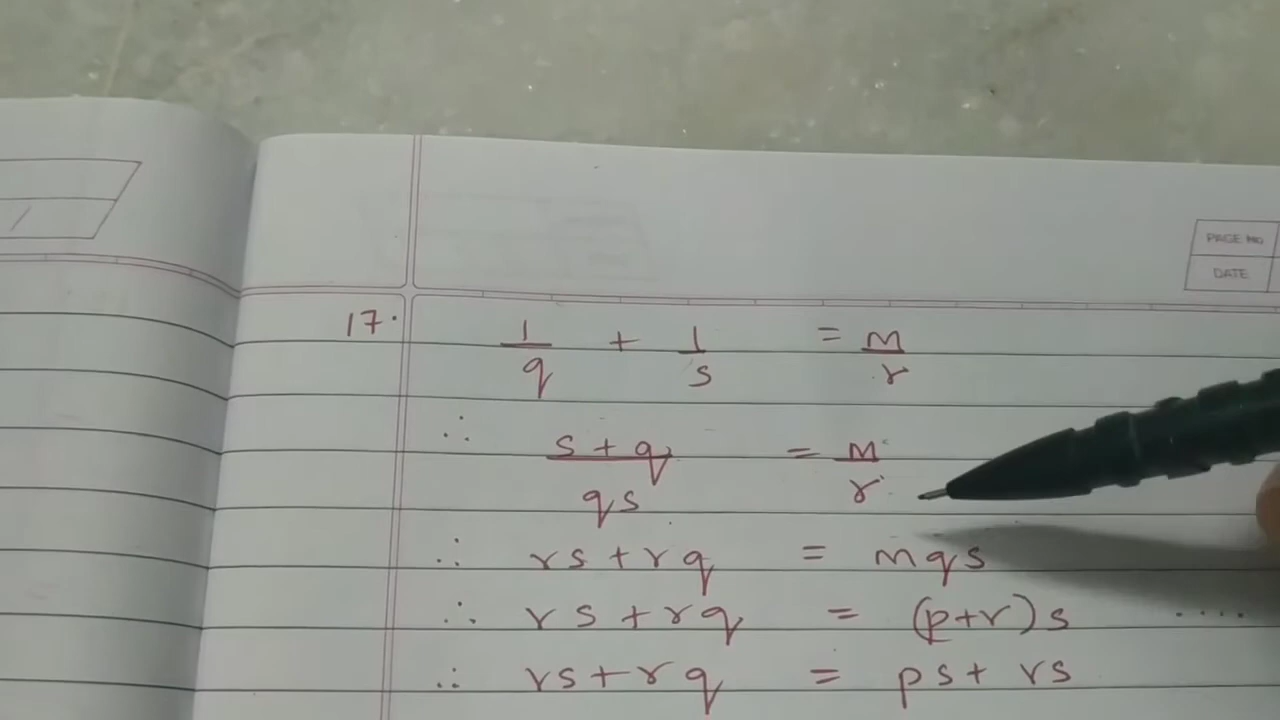 PAGE NO
DATE
17. 1/q + 1/s = m/r
∴ (s+q)/qs = m/r
∴ rs+rq = mqs
∴ rs+rq = (p+r)s ....
∴ rs+rq = ps+rs